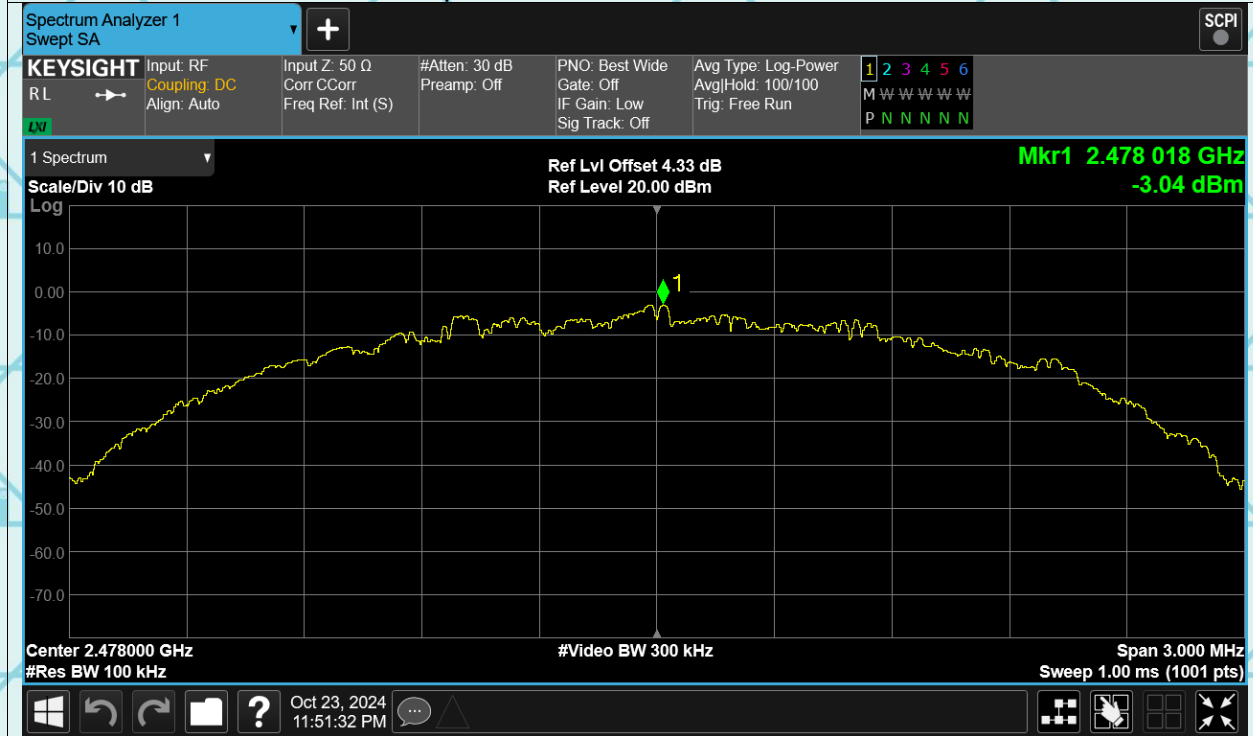 Spectrum Analyzer 1
Swept SA
+
SCPI
KEYSIGHT
RL
LXI
Input: RF
Coupling: DC
Align: Auto
Input Z: 50 Ω
Corr CCorr
Freq Ref: Int (S)
#Atten: 30 dB
Preamp: Off
PNO: Best Wide
Gate: Off
IF Gain: Low
Sig Track: Off
Avg Type: Log-Power
Avg|Hold: 100/100
Trig: Free Run
1 2 3 4 5 6
M W W W W W
P N N N N N
1 Spectrum
Scale/Div 10 dB
Log
Ref Lvl Offset 4.33 dB
Ref Level 20.00 dBm
Mkr1 2.478 018 GHz
-3.04 dBm
1
10.0
0.00
-10.0
-20.0
-30.0
-40.0
-50.0
-60.0
-70.0
Center 2.478000 GHz
#Res BW 100 kHz
#Video BW 300 kHz
Span 3.000 MHz
Sweep 1.00 ms (1001 pts)
?
Oct 23, 2024
11:51:32 PM